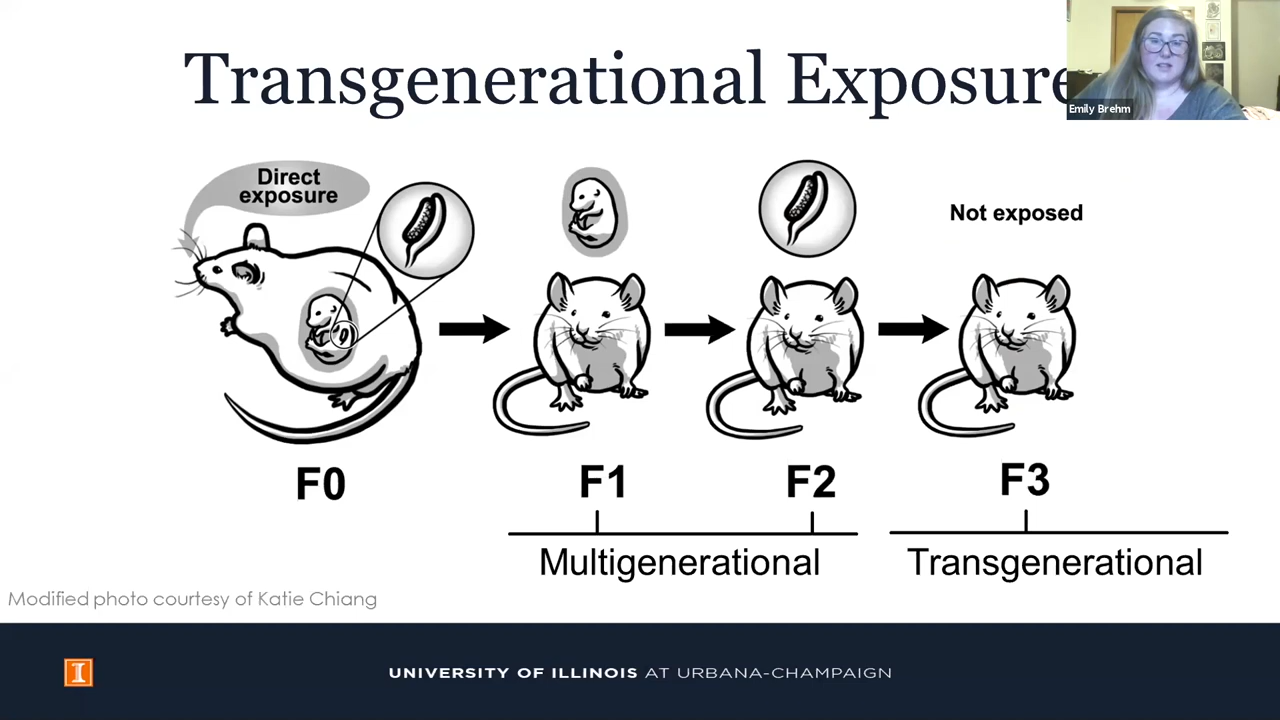 Transgenerational Exposure
Emily Brehm
Direct
exposure
Not exposed
F0
F1
F2
F3
Multigenerational
Transgenerational
Modified photo courtesy of Katie Chiang
I
UNIVERSITY OF ILLINOIS AT URBANA-CHAMPAIGN